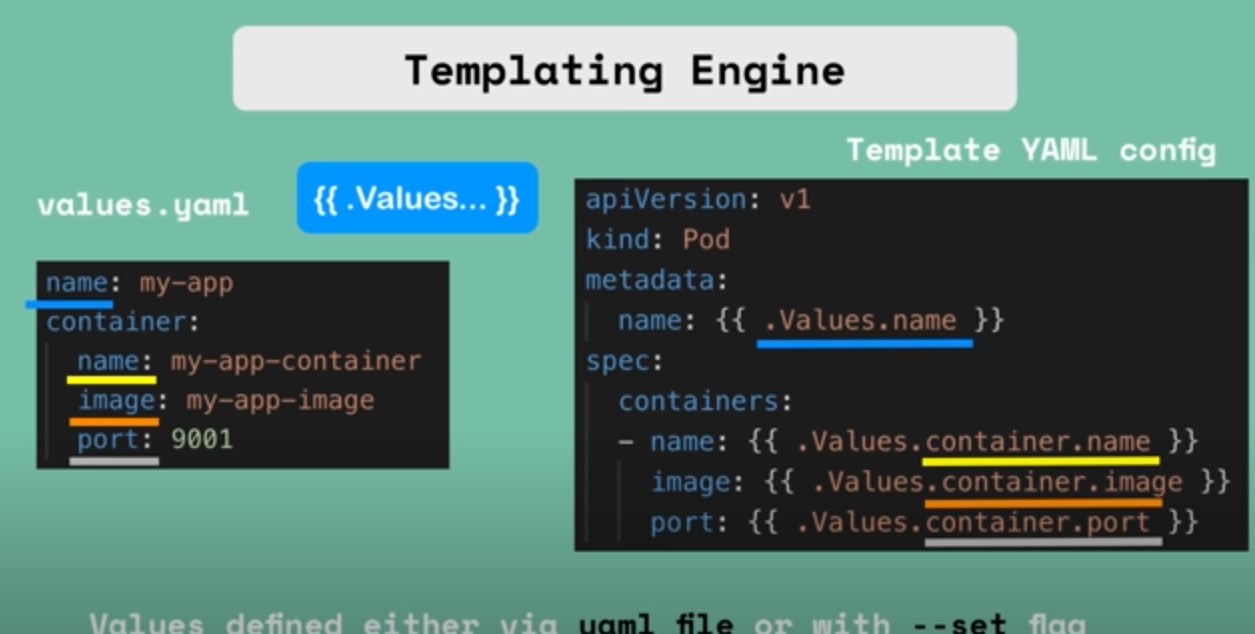 Templating Engine
values.yaml
{{ .Values... }}
name: my-app
container:
name: my-app-container
image: my-app-image
port: 9001
Template YAML config
apiVersion: v1
kind: Pod
metadata:
name: {{ .Values.name }}
spec:
containers:
- name: {{ .Values.container.name }}
image: {{ .Values.container.image }}
port: {{ .Values.container.port }}
Values defined either via yaml file or with --set flag